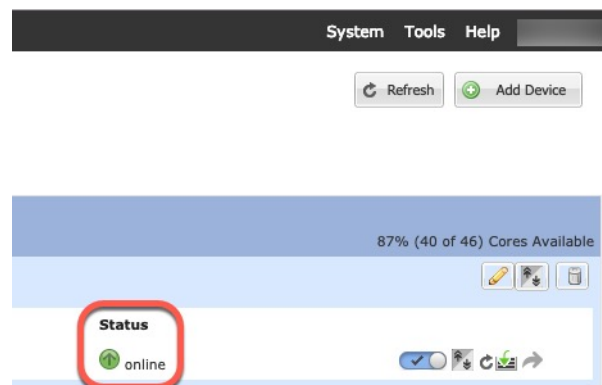 System Tools Help
Refresh Add Device
87% (40 of 46) Cores Available
Status
online